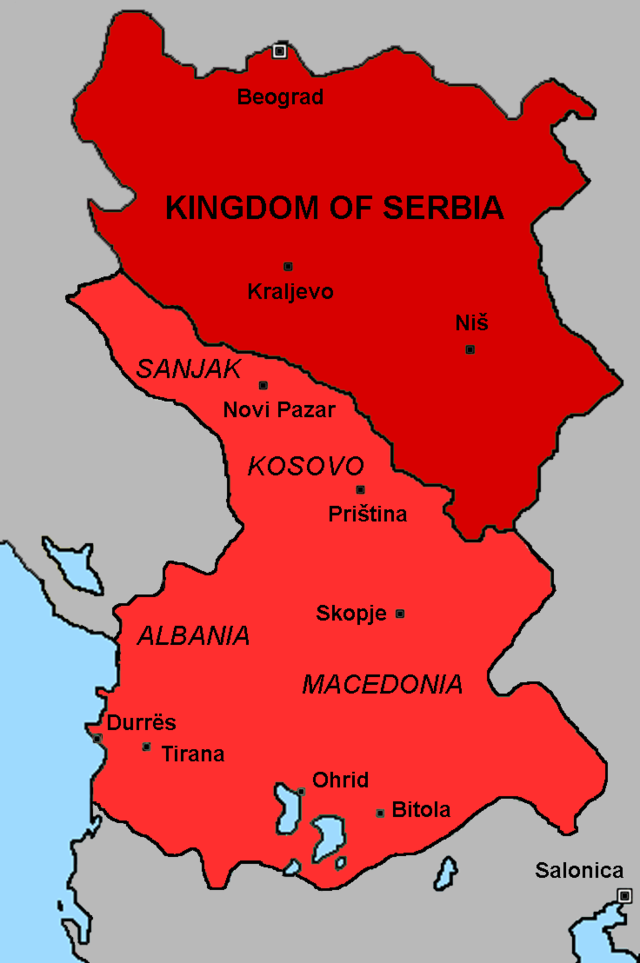 Beograd
KINGDOM OF SERBIA
Kraljevo
Niš
SANJAK
Novi Pazar
KOSOVO
Priština
Skopje
ALBANIA
MACEDONIA
Durrës
Tirana
Ohrid
Bitola
Salonica